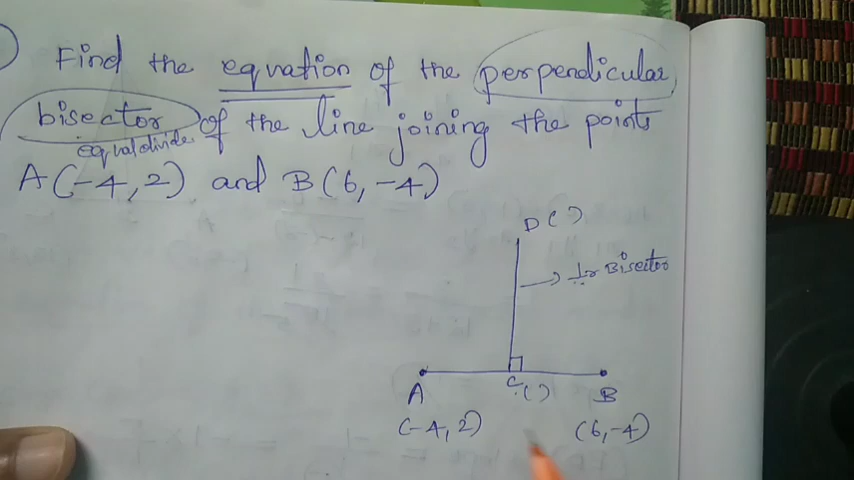 Find the equation of the perpendicular
bisector of the line joining the points
equal divide.
A(-4, 2) and B(6, -4)
D( )
⊥r Bisector
A C( ) B
(-4, 2) (6, -4)